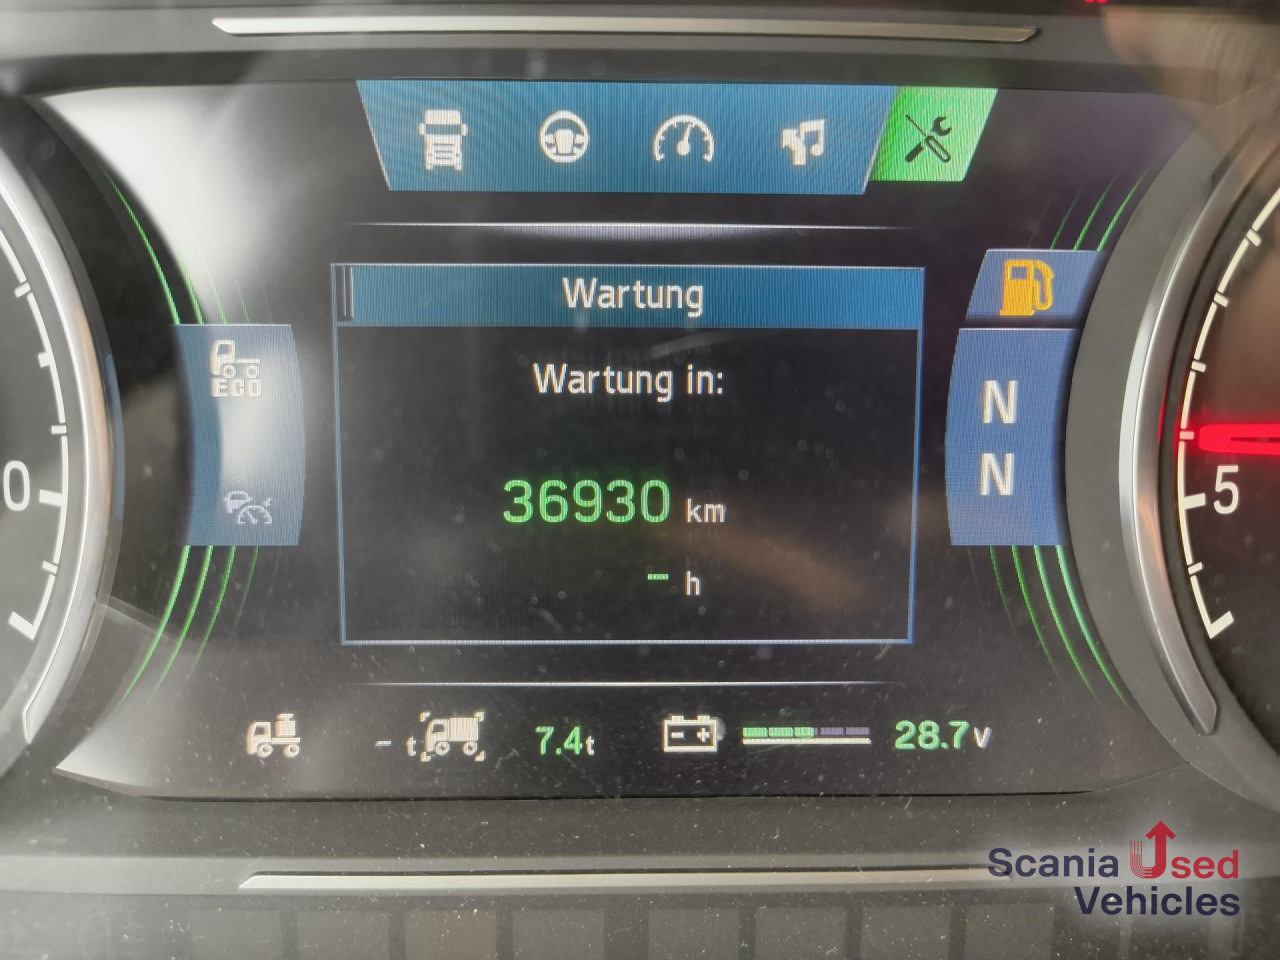 Wartung
Wartung in:
36930 km
- h
ECO
N
N
0
5
- t
7.4t
28.7v
Scania Used
Vehicles